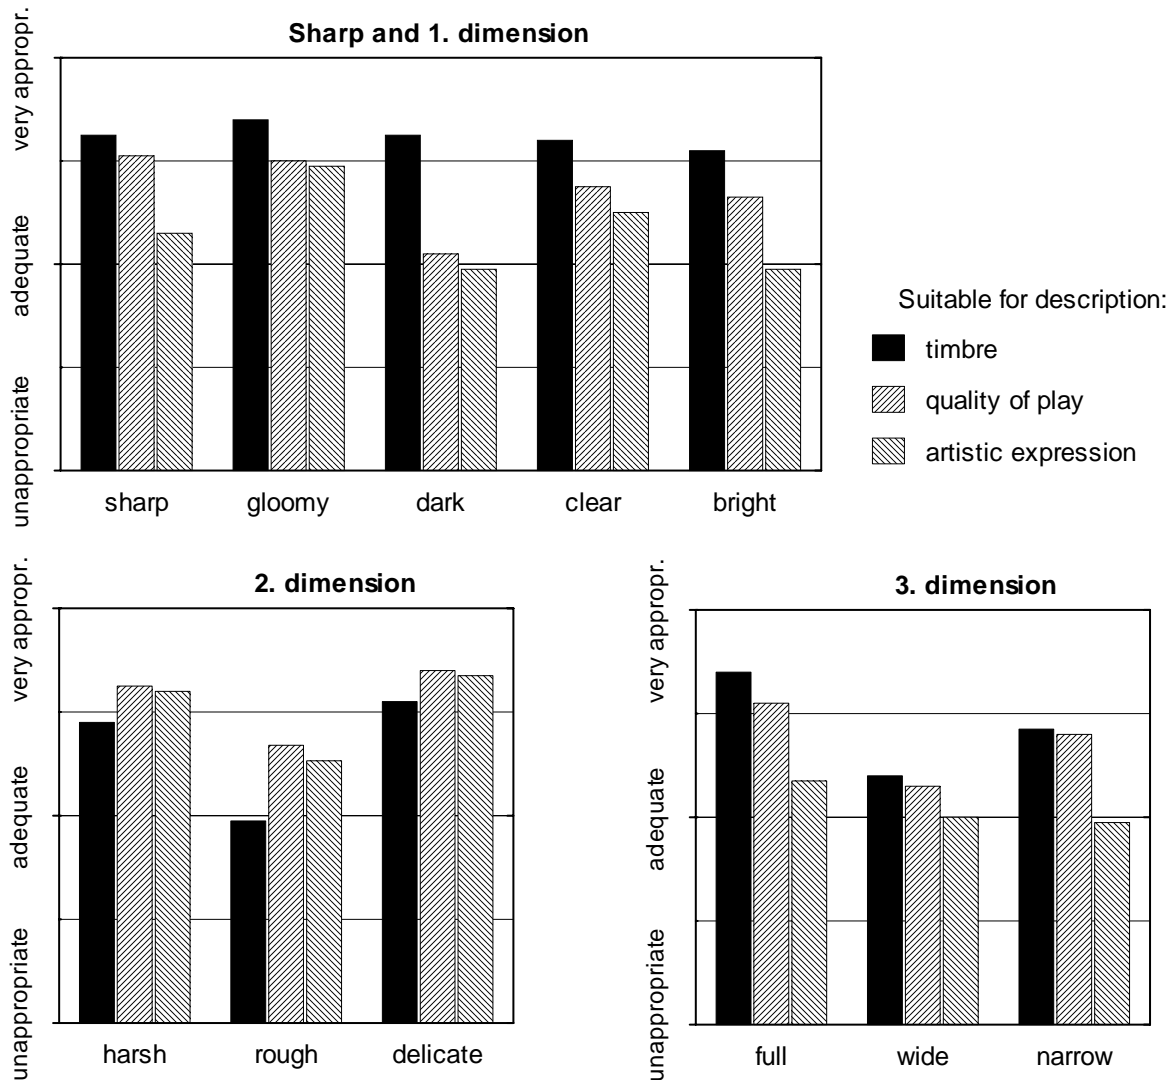 Sharp and 1. dimension
very appropr.
adequate
unappropriate
sharp gloomy dark clear bright
Suitable for description:
timbre
quality of play
artistic expression
2. dimension
very appropr.
adequate
unappropriate
harsh rough delicate
3. dimension
very appropr.
adequate
unappropriate
full wide narrow